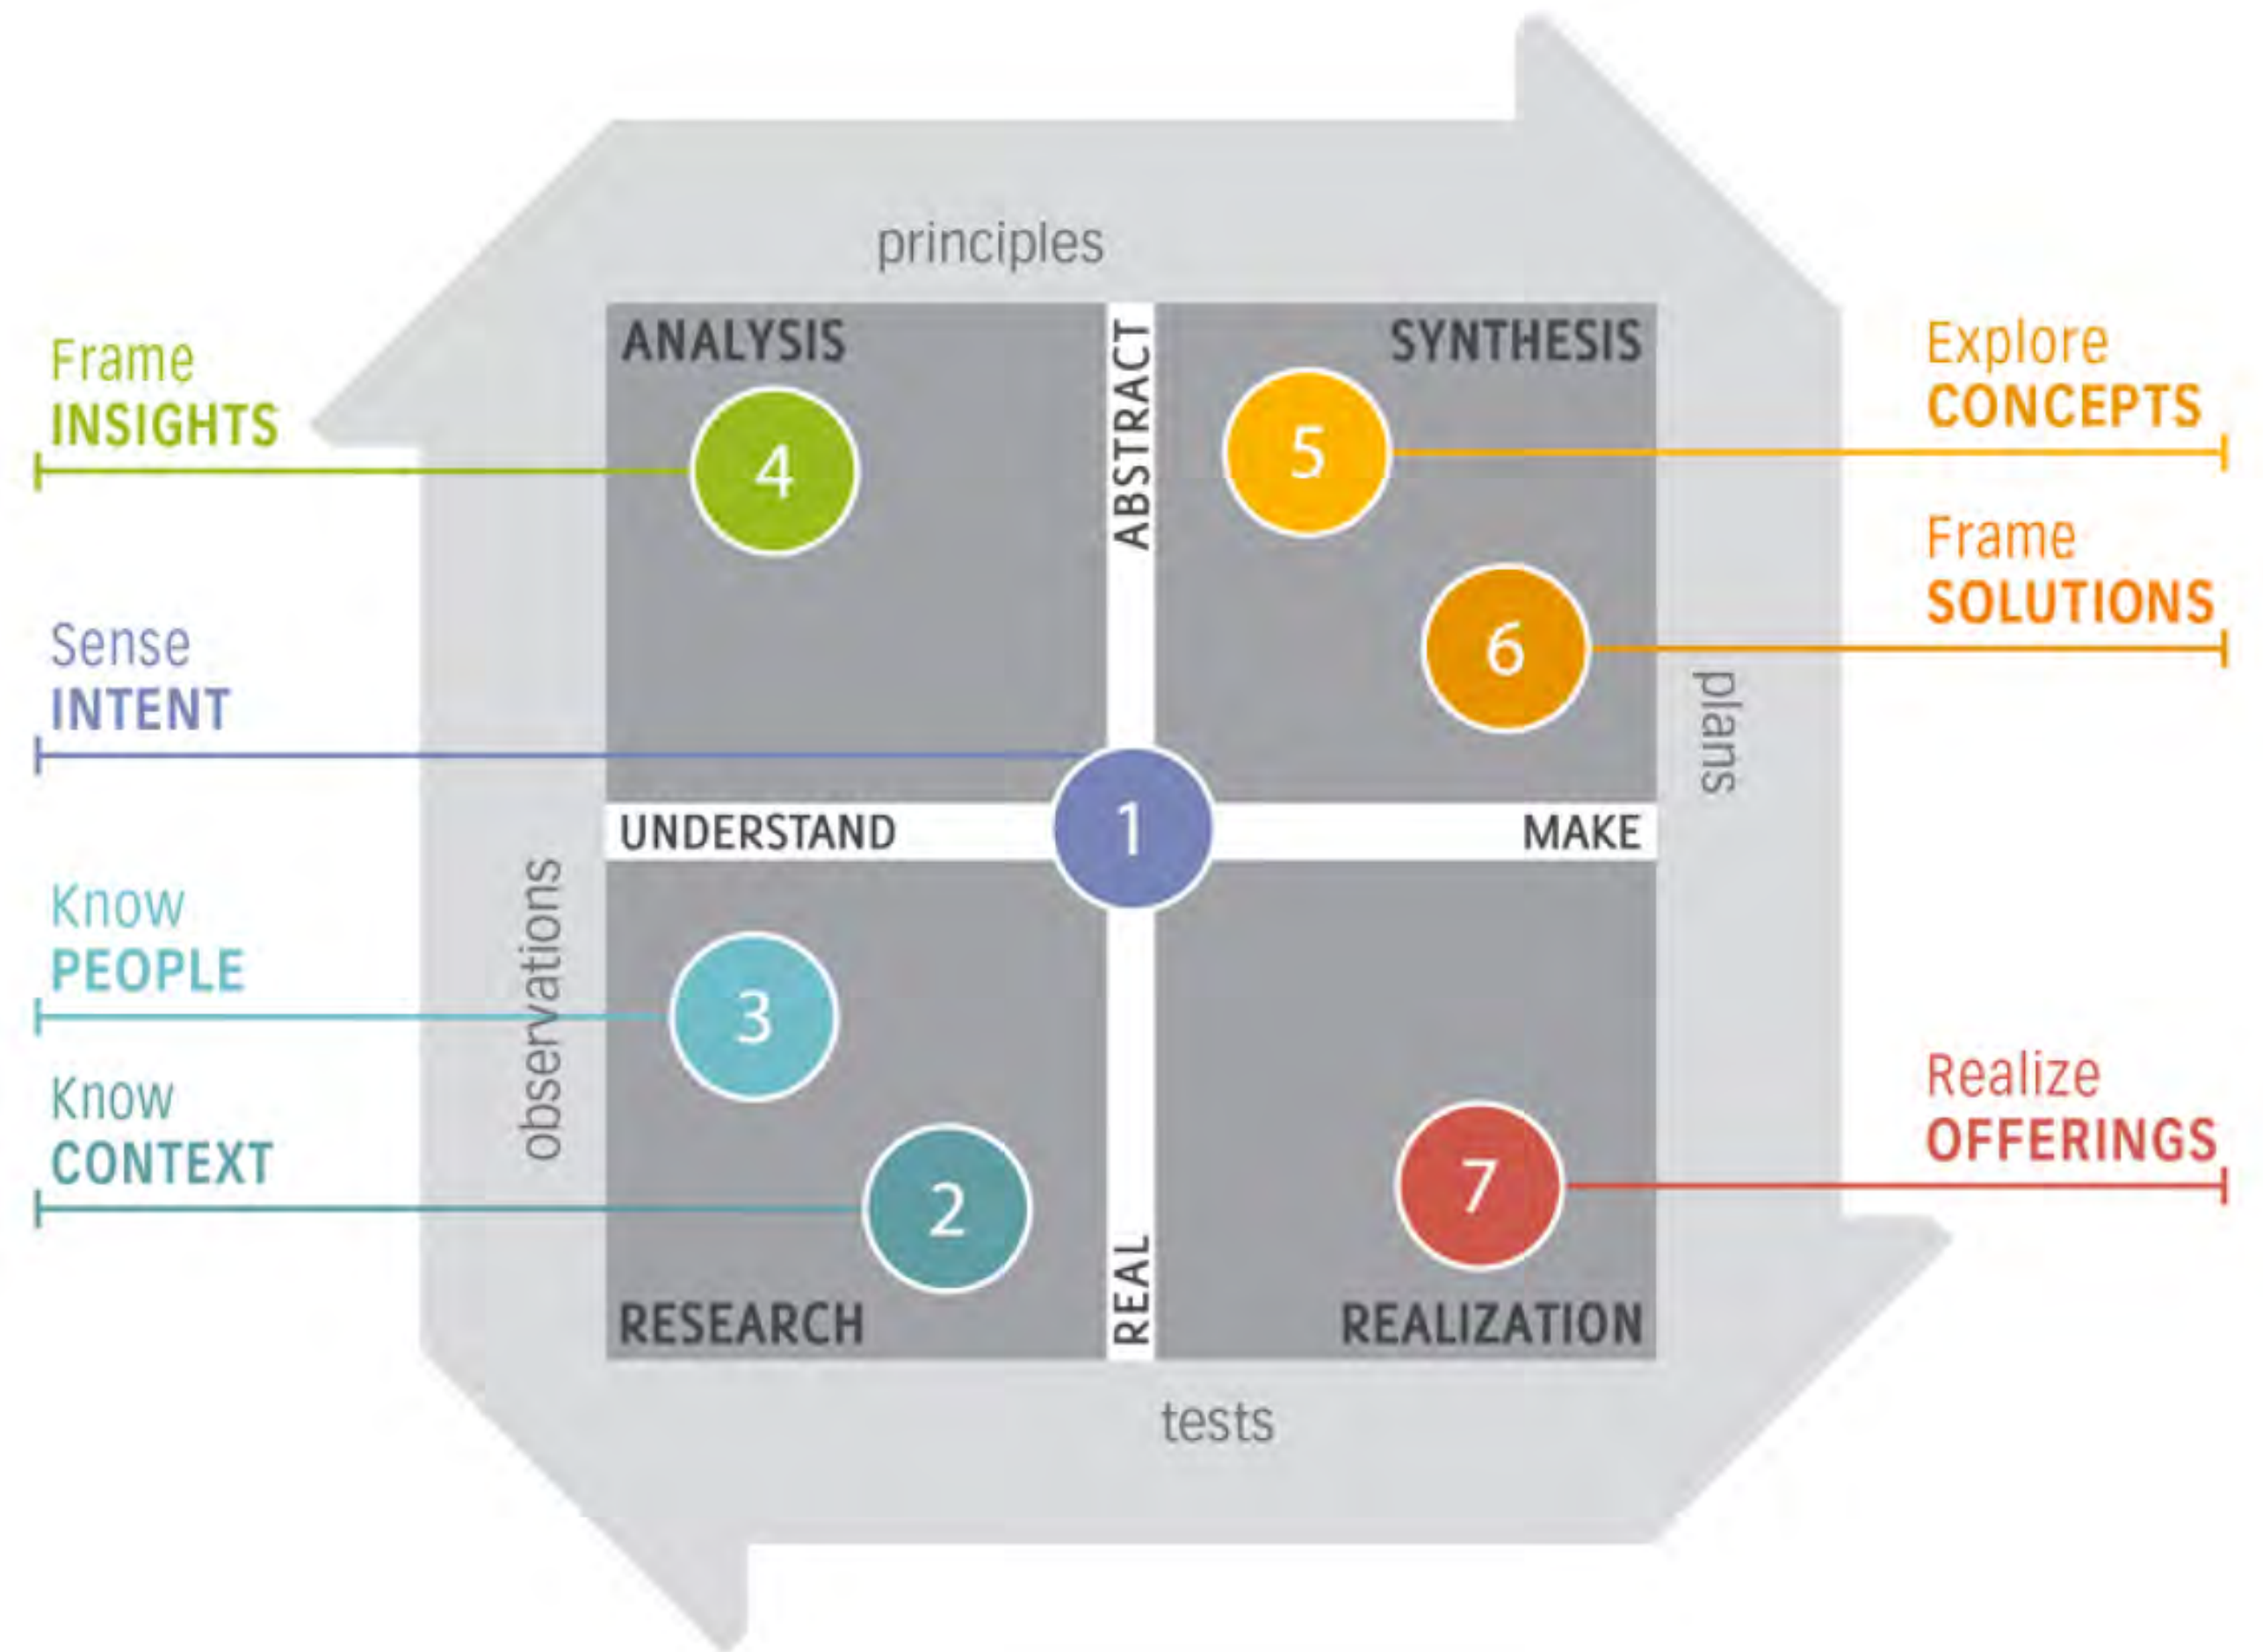 principles
ANALYSIS
SYNTHESIS
ABSTRACT
Frame
INSIGHTS
4
5
Explore
CONCEPTS
Frame
SOLUTIONS
6
plans
Sense
INTENT
1
UNDERSTAND
MAKE
Know
PEOPLE
3
observations
Know
CONTEXT
2
Realize
OFFERINGS
7
RESEARCH
REAL
REALIZATION
tests